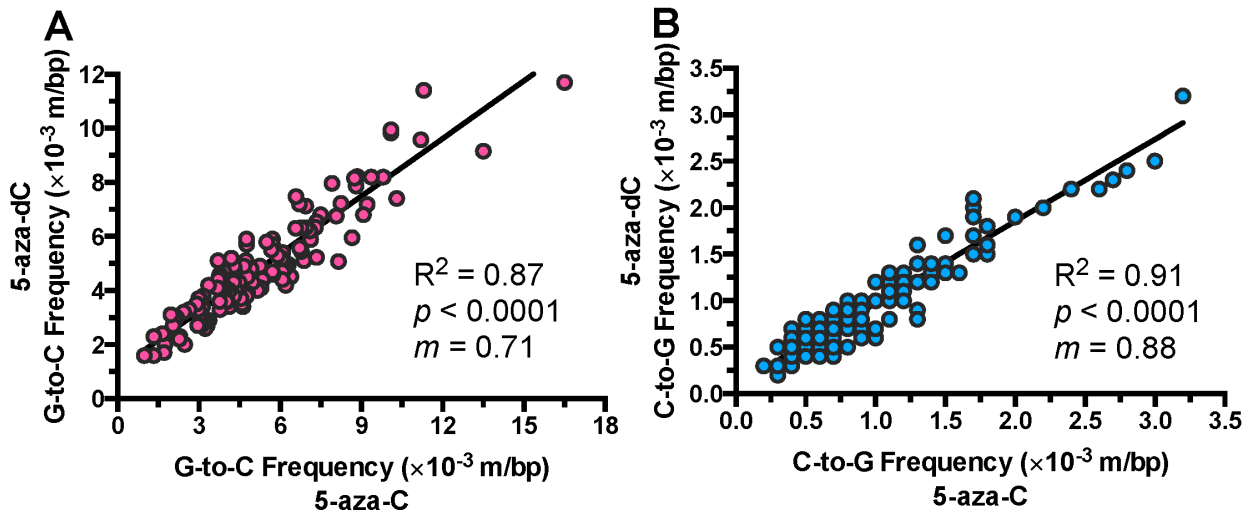 A
5-aza-dC
G-to-C Frequency (×10⁻³ m/bp)
12
10
8
6
4
2
0
0 3 6 9 12 15 18
R² = 0.87
p < 0.0001
m = 0.71
G-to-C Frequency (×10⁻³ m/bp)
5-aza-C
B
5-aza-dC
C-to-G Frequency (×10⁻³ m/bp)
3.5
3.0
2.5
2.0
1.5
1.0
0.5
0.0
0.0 0.5 1.0 1.5 2.0 2.5 3.0 3.5
R² = 0.91
p < 0.0001
m = 0.88
C-to-G Frequency (×10⁻³ m/bp)
5-aza-C